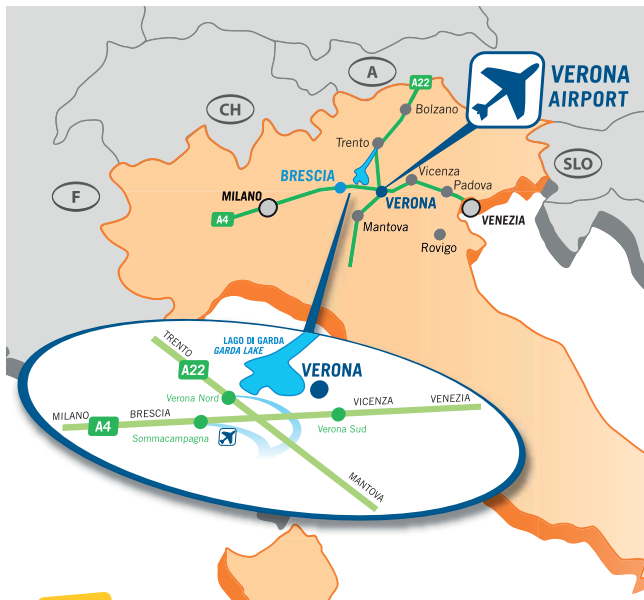 A
A22
VERONA
AIRPORT
CH
Bolzano
Trento
SLO
F
BRESCIA
Vicenza
Padova
MILANO
VERONA
A4
VENEZIA
Mantova
Rovigo
TRENTO
LAGO DI GARDA
GARDA LAKE
A22
VERONA
Verona Nord
MILANO
BRESCIA
VICENZA
VENEZIA
A4
Sommacampagna
Verona Sud
MANTOVA